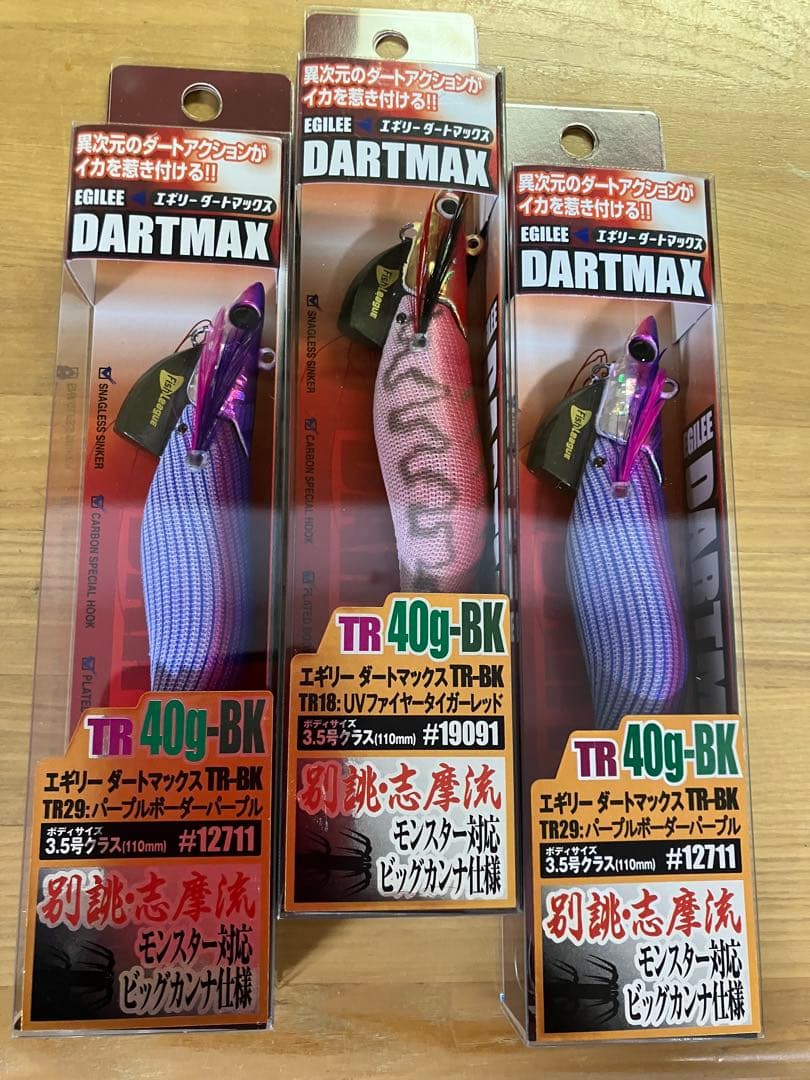 異次元のダートアクションが
イカを惹き付ける!!
EGILEE エギリーダートマックス
DARTMAX
FishLeague
SNAGLESS SINKER
CARBON SPECIAL HOOK
PLATED
TR 40g-BK
エギリー ダートマックス TR-BK
TR29:パープルボーダーパープル
ボディサイズ
3.5号クラス(110mm) #12711
別誂・志摩流
モンスター対応
ビッグカンナ仕様
異次元のダートアクションが
イカを惹き付ける!!
EGILEE エギリーダートマックス
DARTMAX
FishLeague
SNAGLESS SINKER
CARBON SPECIAL HOOK
PLATED
TR 40g-BK
エギリー ダートマックス TR-BK
TR18:UVファイヤータイガーレッド
ボディサイズ
3.5号クラス(110mm) #19091
別誂・志摩流
モンスター対応
ビッグカンナ仕様
異次元のダートアクションが
イカを惹き付ける!!
EGILEE エギリーダートマックス
DARTMAX
FishLeague
EGILEE
TR 40g-BK
エギリー ダートマックス TR-BK
TR29:パープルボーダーパープル
ボディサイズ
3.5号クラス(110mm) #12711
別誂・志摩流
モンスター対応
ビッグカンナ仕様